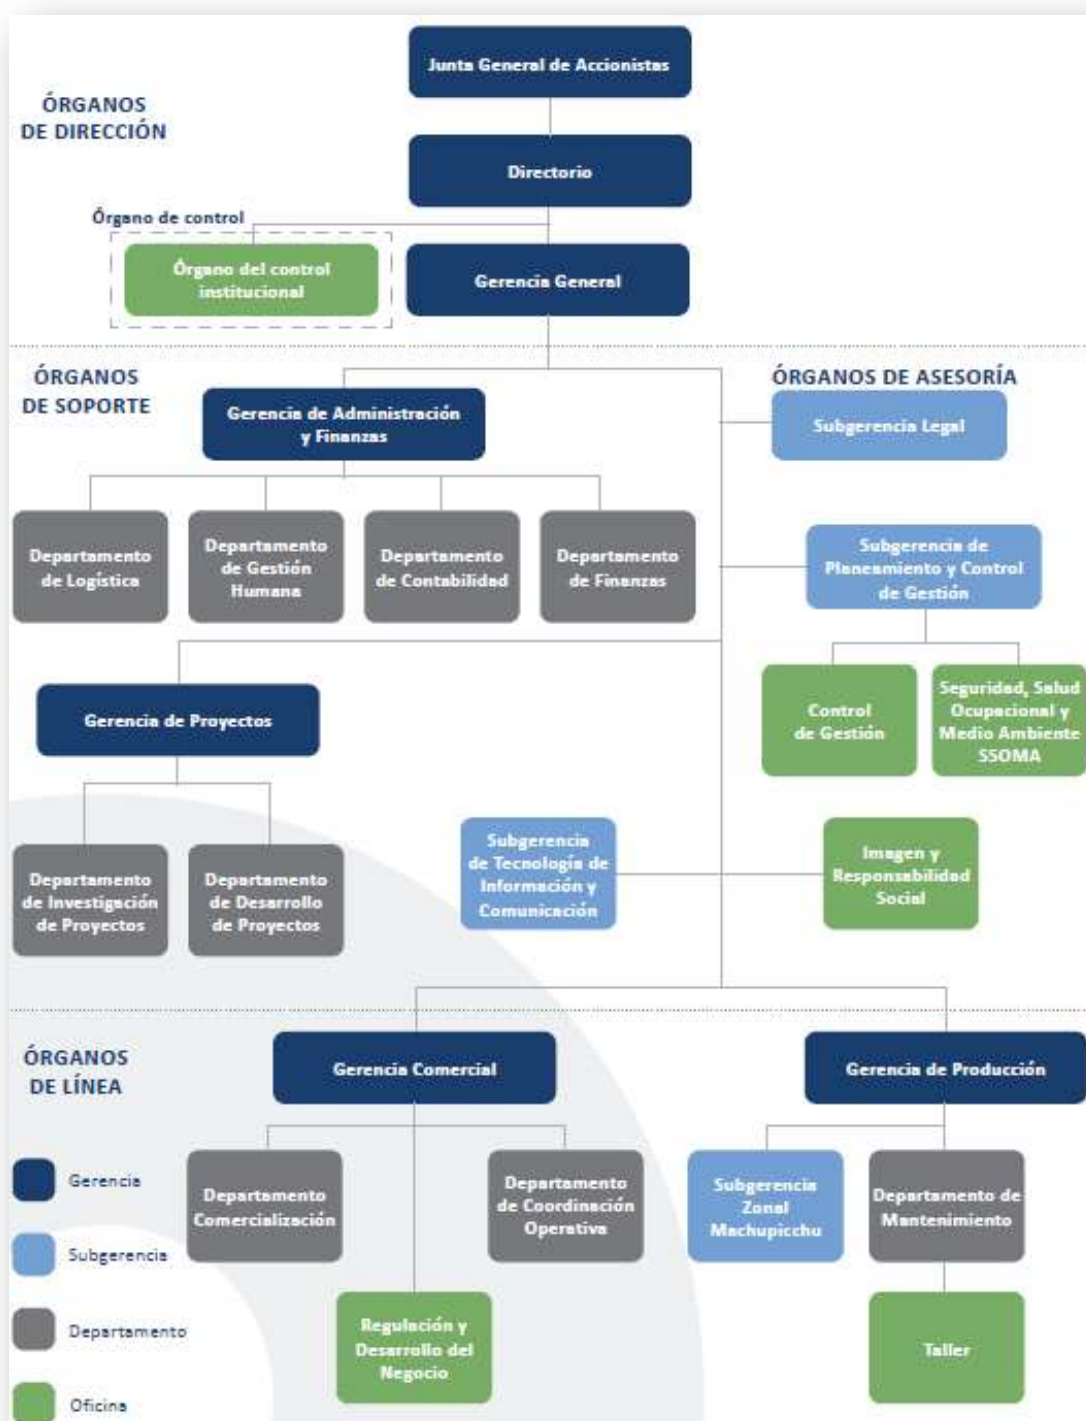 Junta General de Accionistas
ÓRGANOS
DE DIRECCIÓN
Directorio
Órgano de control
Órgano del control
institucional
Gerencia General
ÓRGANOS
DE SOPORTE
ÓRGANOS DE ASESORÍA
Gerencia de Administración
y Finanzas
Subgerencia Legal
Departamento
de Logística
Departamento
de Gestión
Humana
Departamento
de Contabilidad
Departamento
de Finanzas
Subgerencia de
Planeamiento y Control
de Gestión
Control
de Gestión
Seguridad, Salud
Ocupacional y
Medio Ambiente
SSOMA
Gerencia de Proyectos
Departamento
de Investigación
de Proyectos
Departamento
de Desarrollo
de Proyectos
Subgerencia
de Tecnología de
Información y
Comunicación
Imagen y
Responsabilidad
Social
ÓRGANOS
DE LÍNEA
Gerencia Comercial
Gerencia de Producción
Departamento
Comercialización
Departamento
de Coordinación
Operativa
Subgerencia
Zonal
Machupicchu
Departamento de
Mantenimiento
Regulación y
Desarrollo del
Negocio
Taller
Gerencia
Subgerencia
Departamento
Oficina